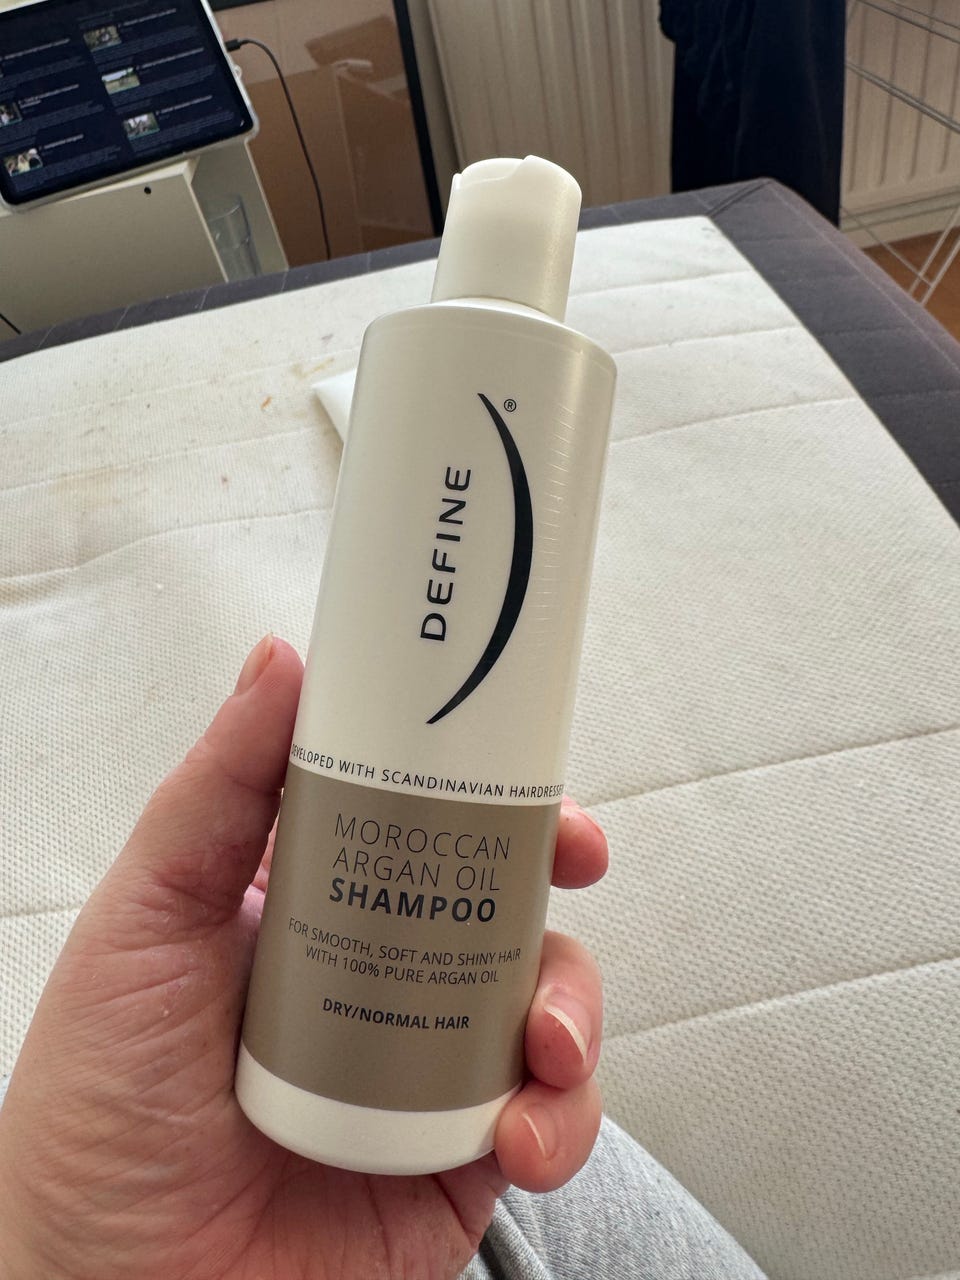 DEFINE
®
DEVELOPED WITH SCANDINAVIAN
MOROCCAN
ARGAN OIL
SHAMPOO
FOR SMOOTH, SOFT AND SHINY HAIR
WITH 100% PURE ARGAN OIL
DRY/NORMAL HAIR